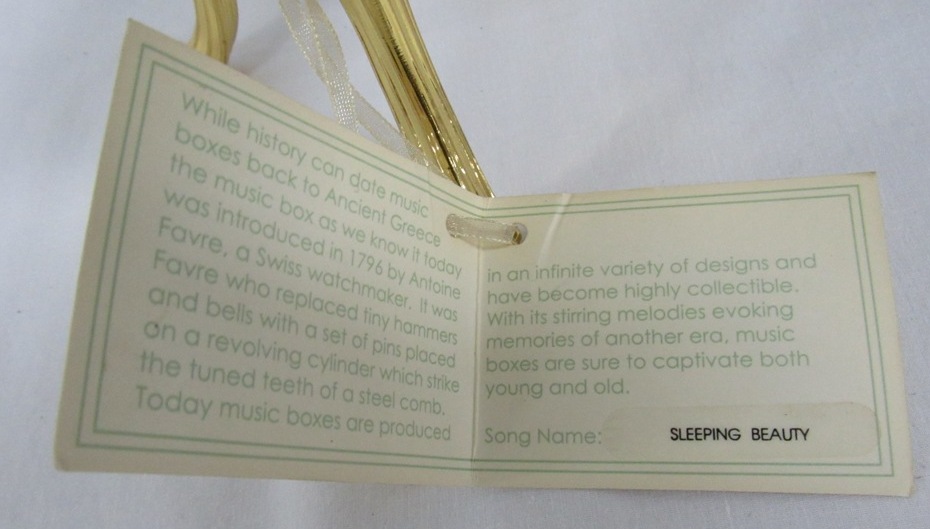 While history can date music
boxes back to Ancient Greece
the music box as we know it today
was introduced in 1796 by Antoine
Favre, a Swiss watchmaker. It was
Favre who replaced tiny hammers
and bells with a set of pins placed
on a revolving cylinder which strike
the tuned teeth of a steel comb.
Today music boxes are produced
in an infinite variety of designs and
have become highly collectible.
With its stirring melodies evoking
memories of another era, music
boxes are sure to captivate both
young and old.
Song Name: SLEEPING BEAUTY